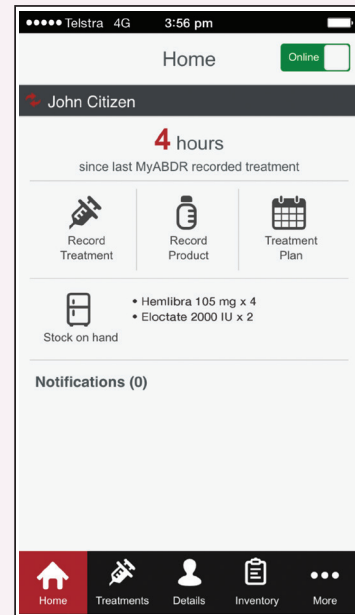 Telstra 4G 3:56 pm
Home
Online
John Citizen
4 hours
since last MyABDR recorded treatment
Record Treatment
Record Product
Treatment Plan
Stock on hand
• Hemlibra 105 mg x 4
• Eloctate 2000 IU x 2
Notifications (0)
Home Treatments Details Inventory More